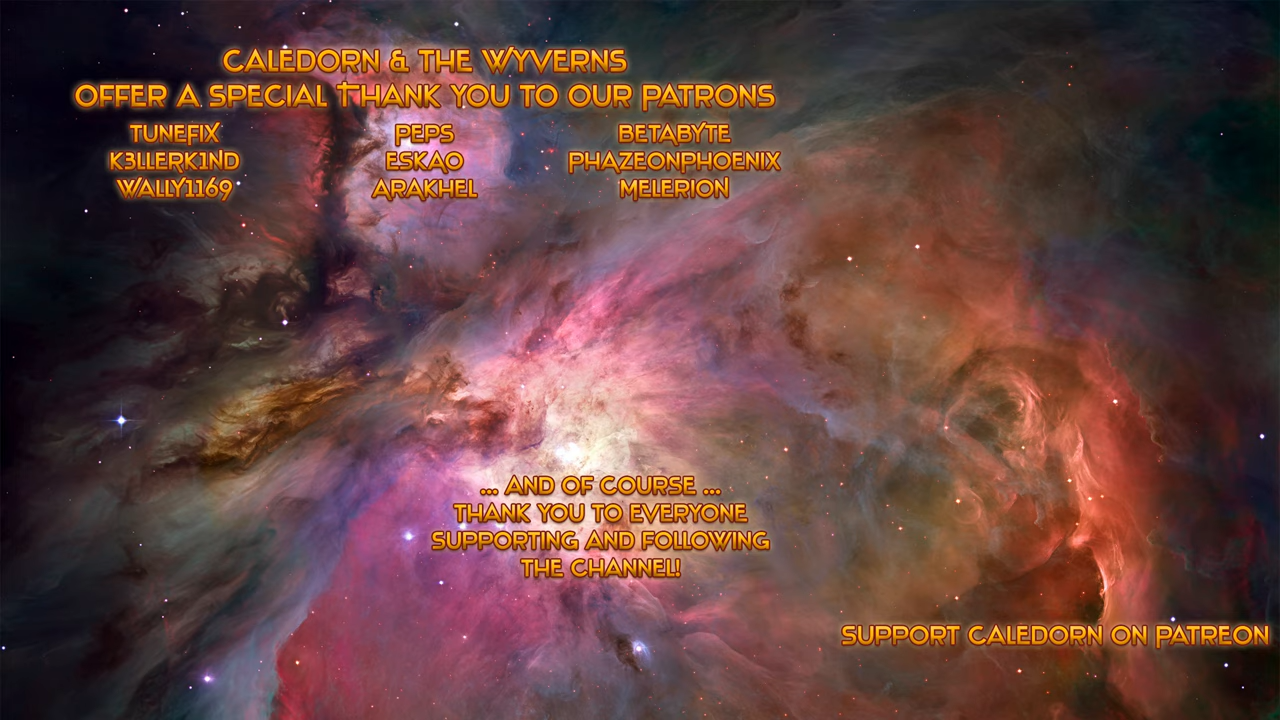 CALEDORN & THE WYVERNS
OFFER A SPECIAL THANK YOU TO OUR PATRONS
TUNEFIX PEPS BETABYTE
K3LLERK1ND ESKAO PHAZEONPHOENIX
WALLY1169 ARAKHEL MELERION
... AND OF COURSE ...
THANK YOU TO EVERYONE
SUPPORTING AND FOLLOWING
THE CHANNEL!
SUPPORT CALEDORN ON PATREON